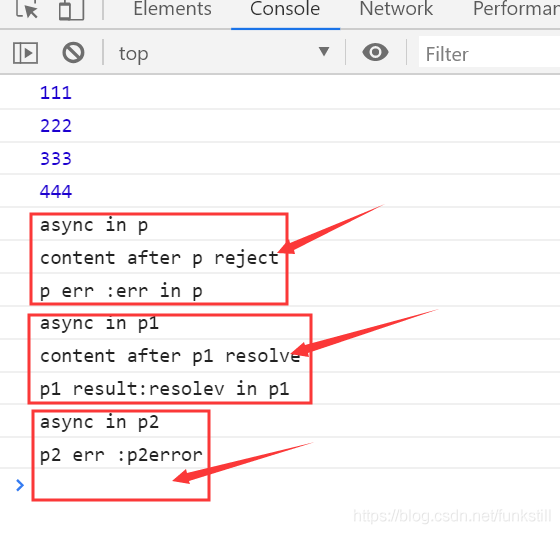 Elements Console Network Performan
top Filter
111
222
333
444
async in p
content after p reject
p err :err in p
async in p1
content after p1 resolve
p1 result:resolev in p1
async in p2
p2 err :p2error
https://blog.csdn.net/funkstill